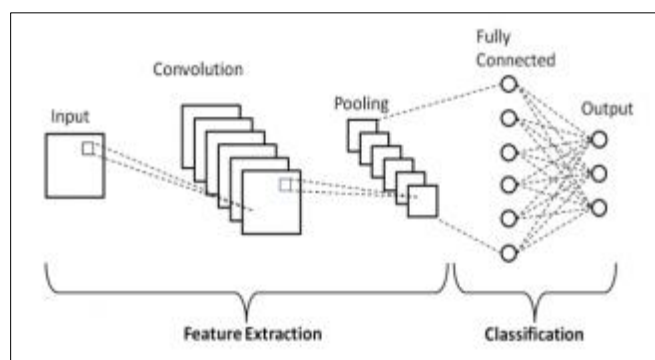 Fully
Connected
Convolution
Pooling
Input
Output
Feature Extraction
Classification